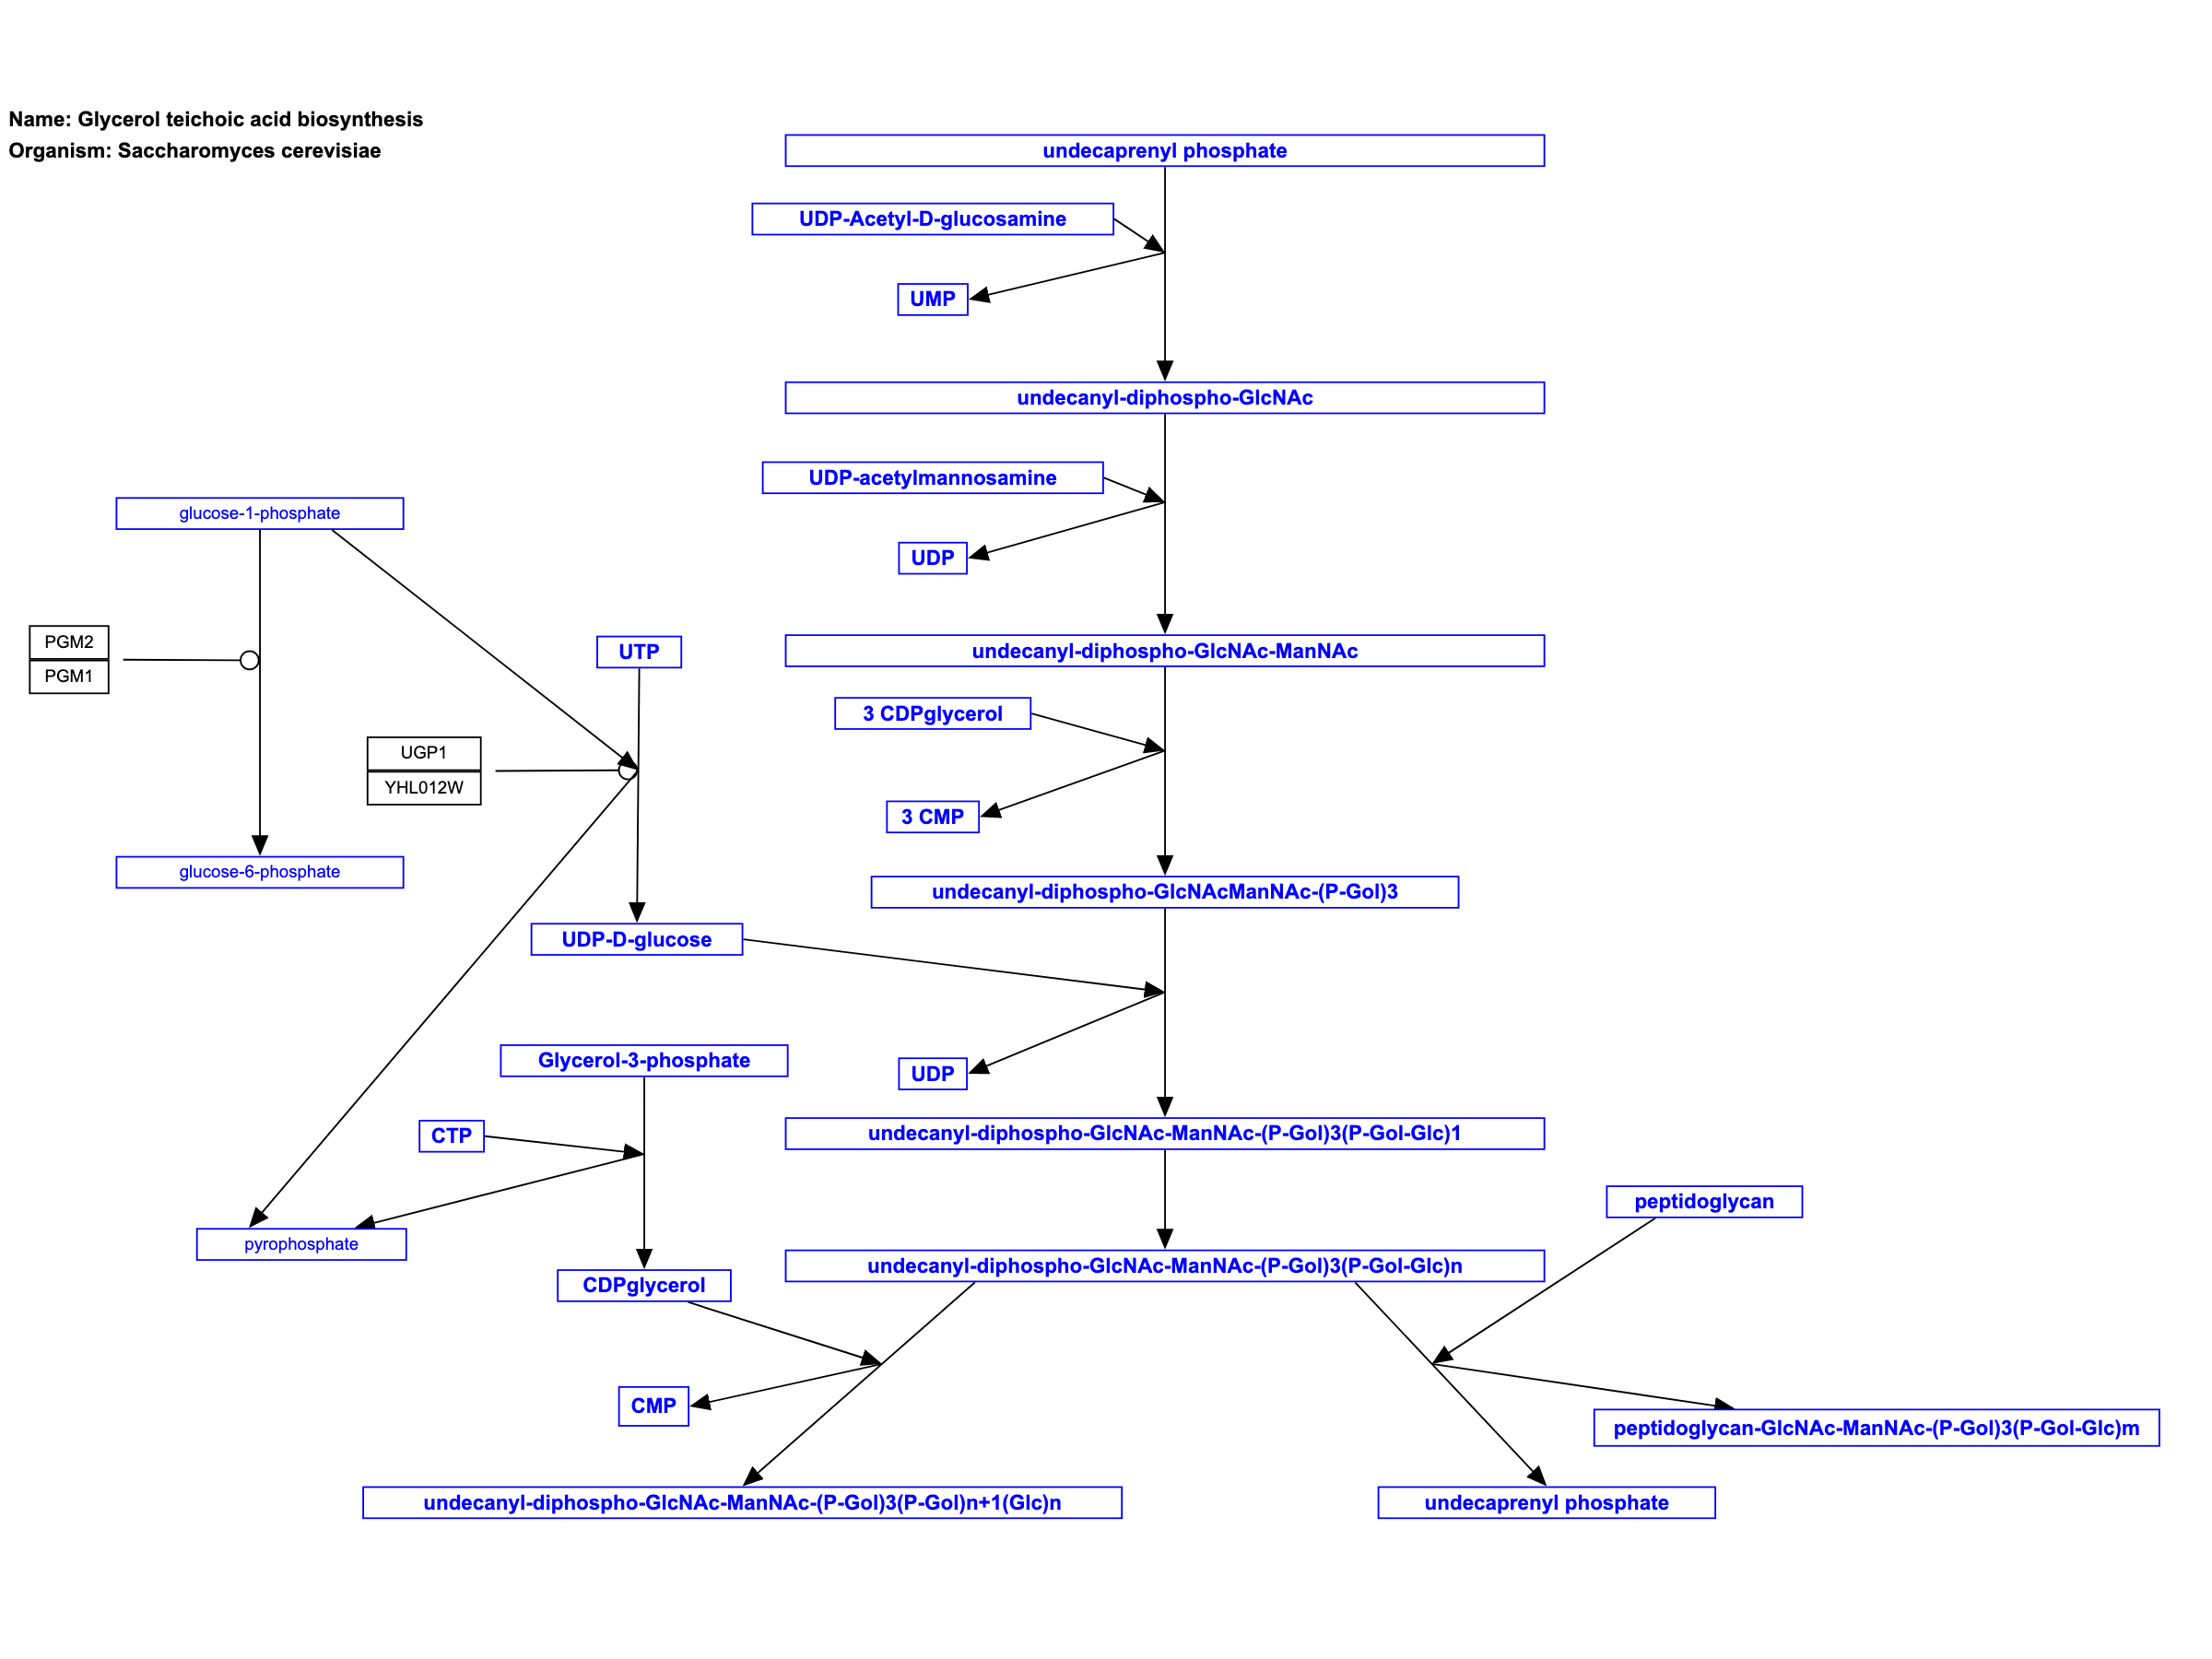 Name: Glycerol teichoic acid biosynthesis
Organism: Saccharomyces cerevisiae
undecaprenyl phosphate
UDP-Acetyl-D-glucosamine
UMP
undecanyl-diphospho-GlcNAc
UDP-acetylmannosamine
UDP
undecanyl-diphospho-GlcNAc-ManNAc
3 CDPglycerol
3 CMP
undecanyl-diphospho-GlcNAcManNAc-(P-Gol)3
glucose-1-phosphate
PGM2
PGM1
glucose-6-phosphate
UTP
UGP1
YHL012W
UDP-D-glucose
UDP
undecanyl-diphospho-GlcNAc-ManNAc-(P-Gol)3(P-Gol-Glc)1
Glycerol-3-phosphate
CTP
pyrophosphate
CDPglycerol
undecanyl-diphospho-GlcNAc-ManNAc-(P-Gol)3(P-Gol-Glc)n
peptidoglycan
CMP
peptidoglycan-GlcNAc-ManNAc-(P-Gol)3(P-Gol-Glc)m
undecanyl-diphospho-GlcNAc-ManNAc-(P-Gol)3(P-Gol)n+1(Glc)n
undecaprenyl phosphate